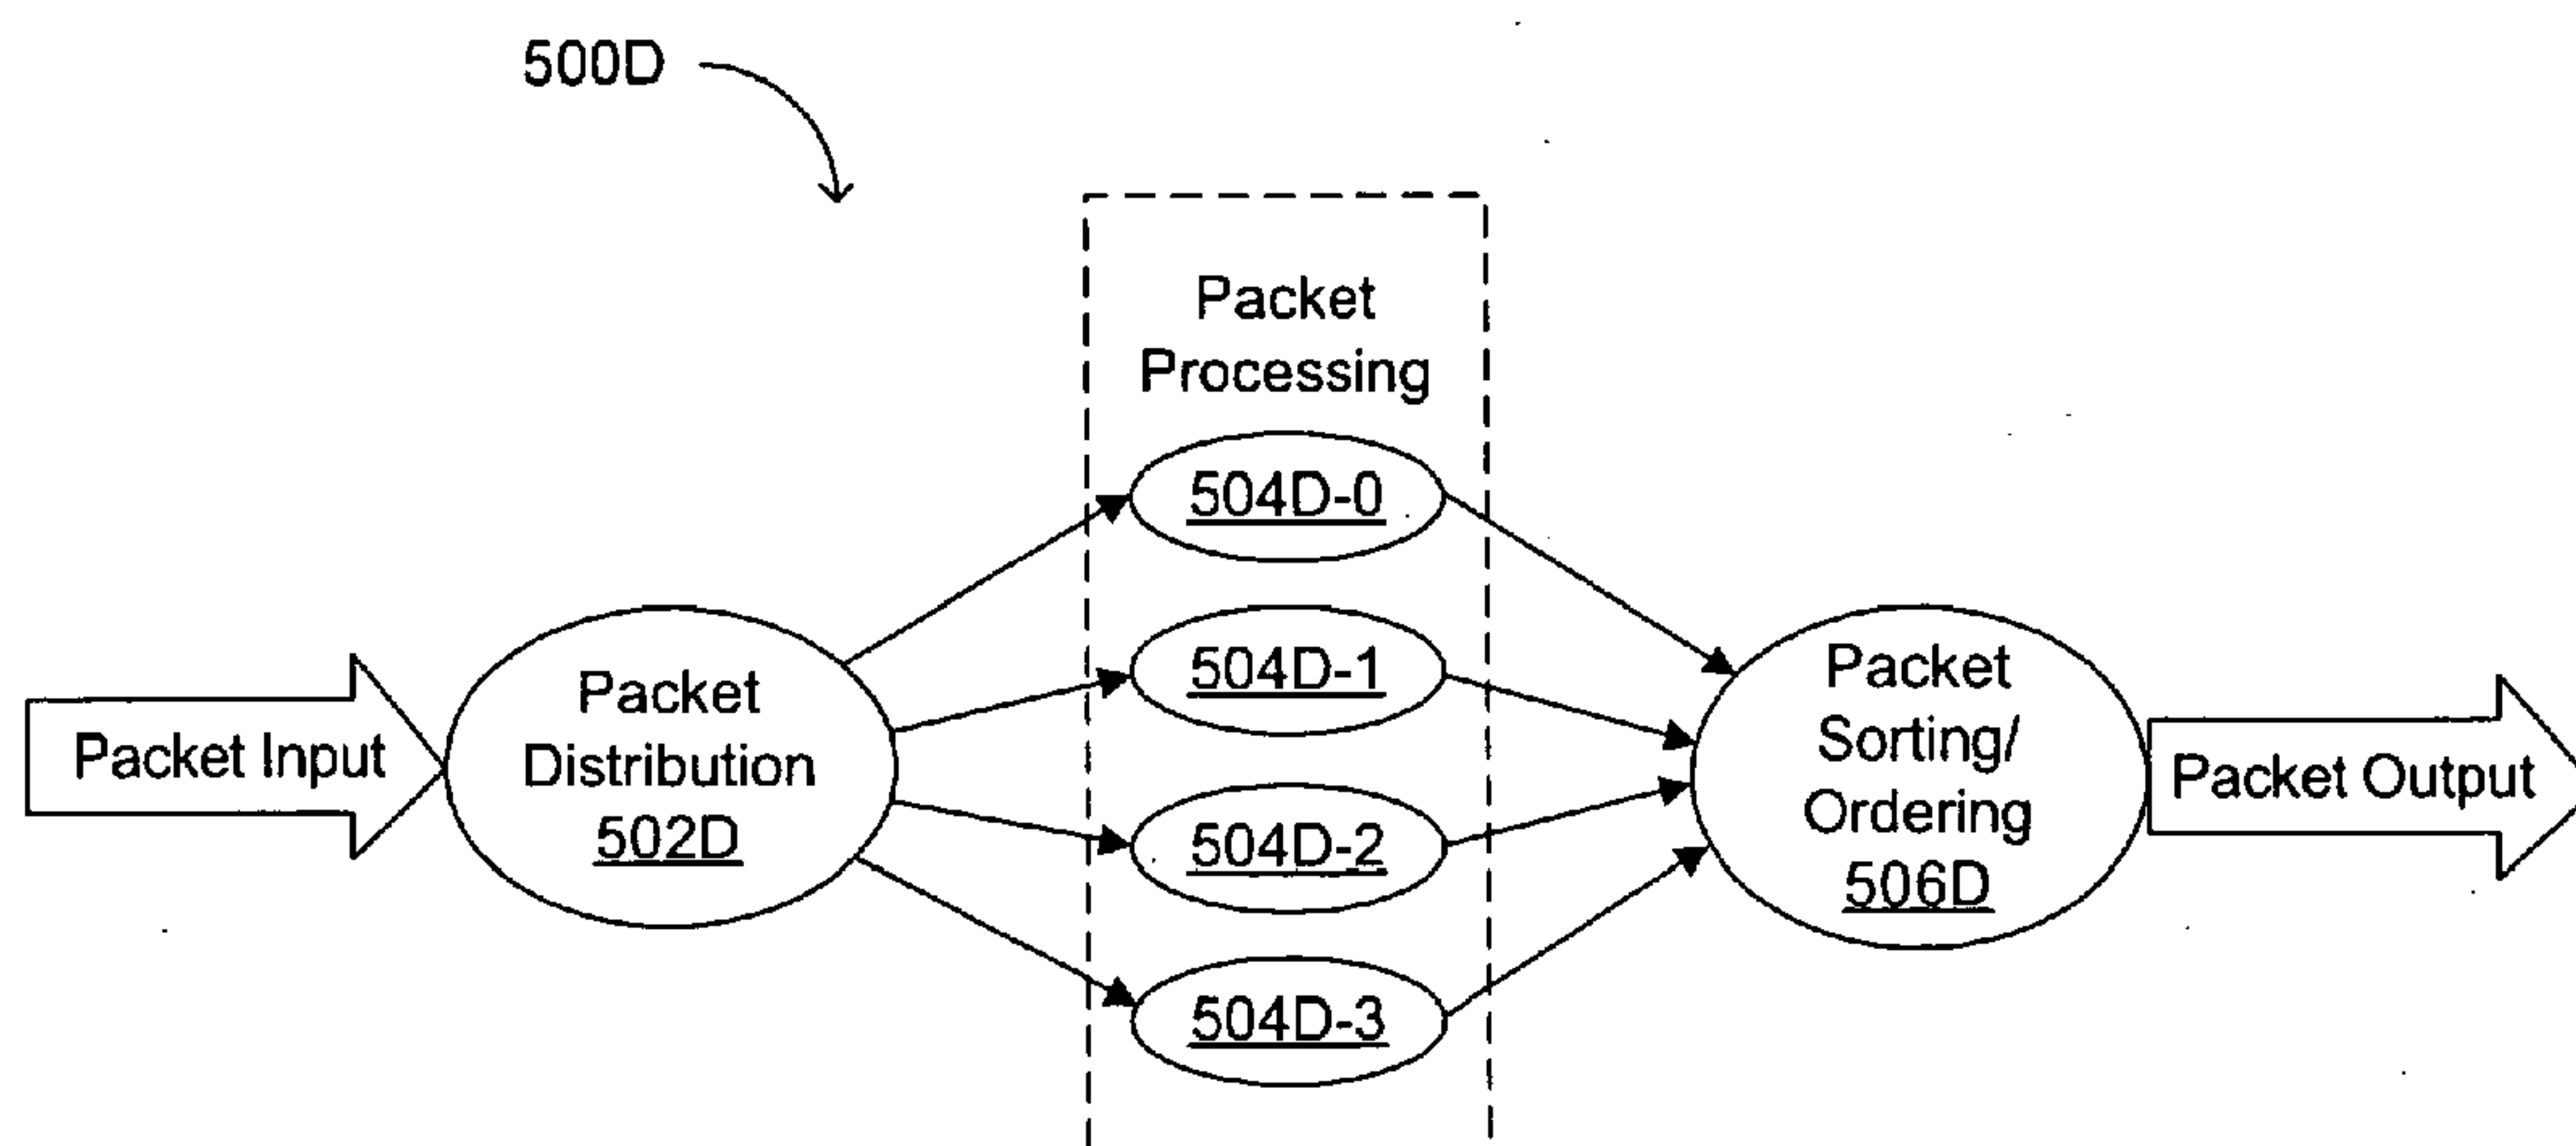 500D
Packet
Processing
504D-0
504D-1
504D-2
504D-3
Packet Input
Packet
Distribution
502D
Packet
Sorting/
Ordering
506D
Packet Output